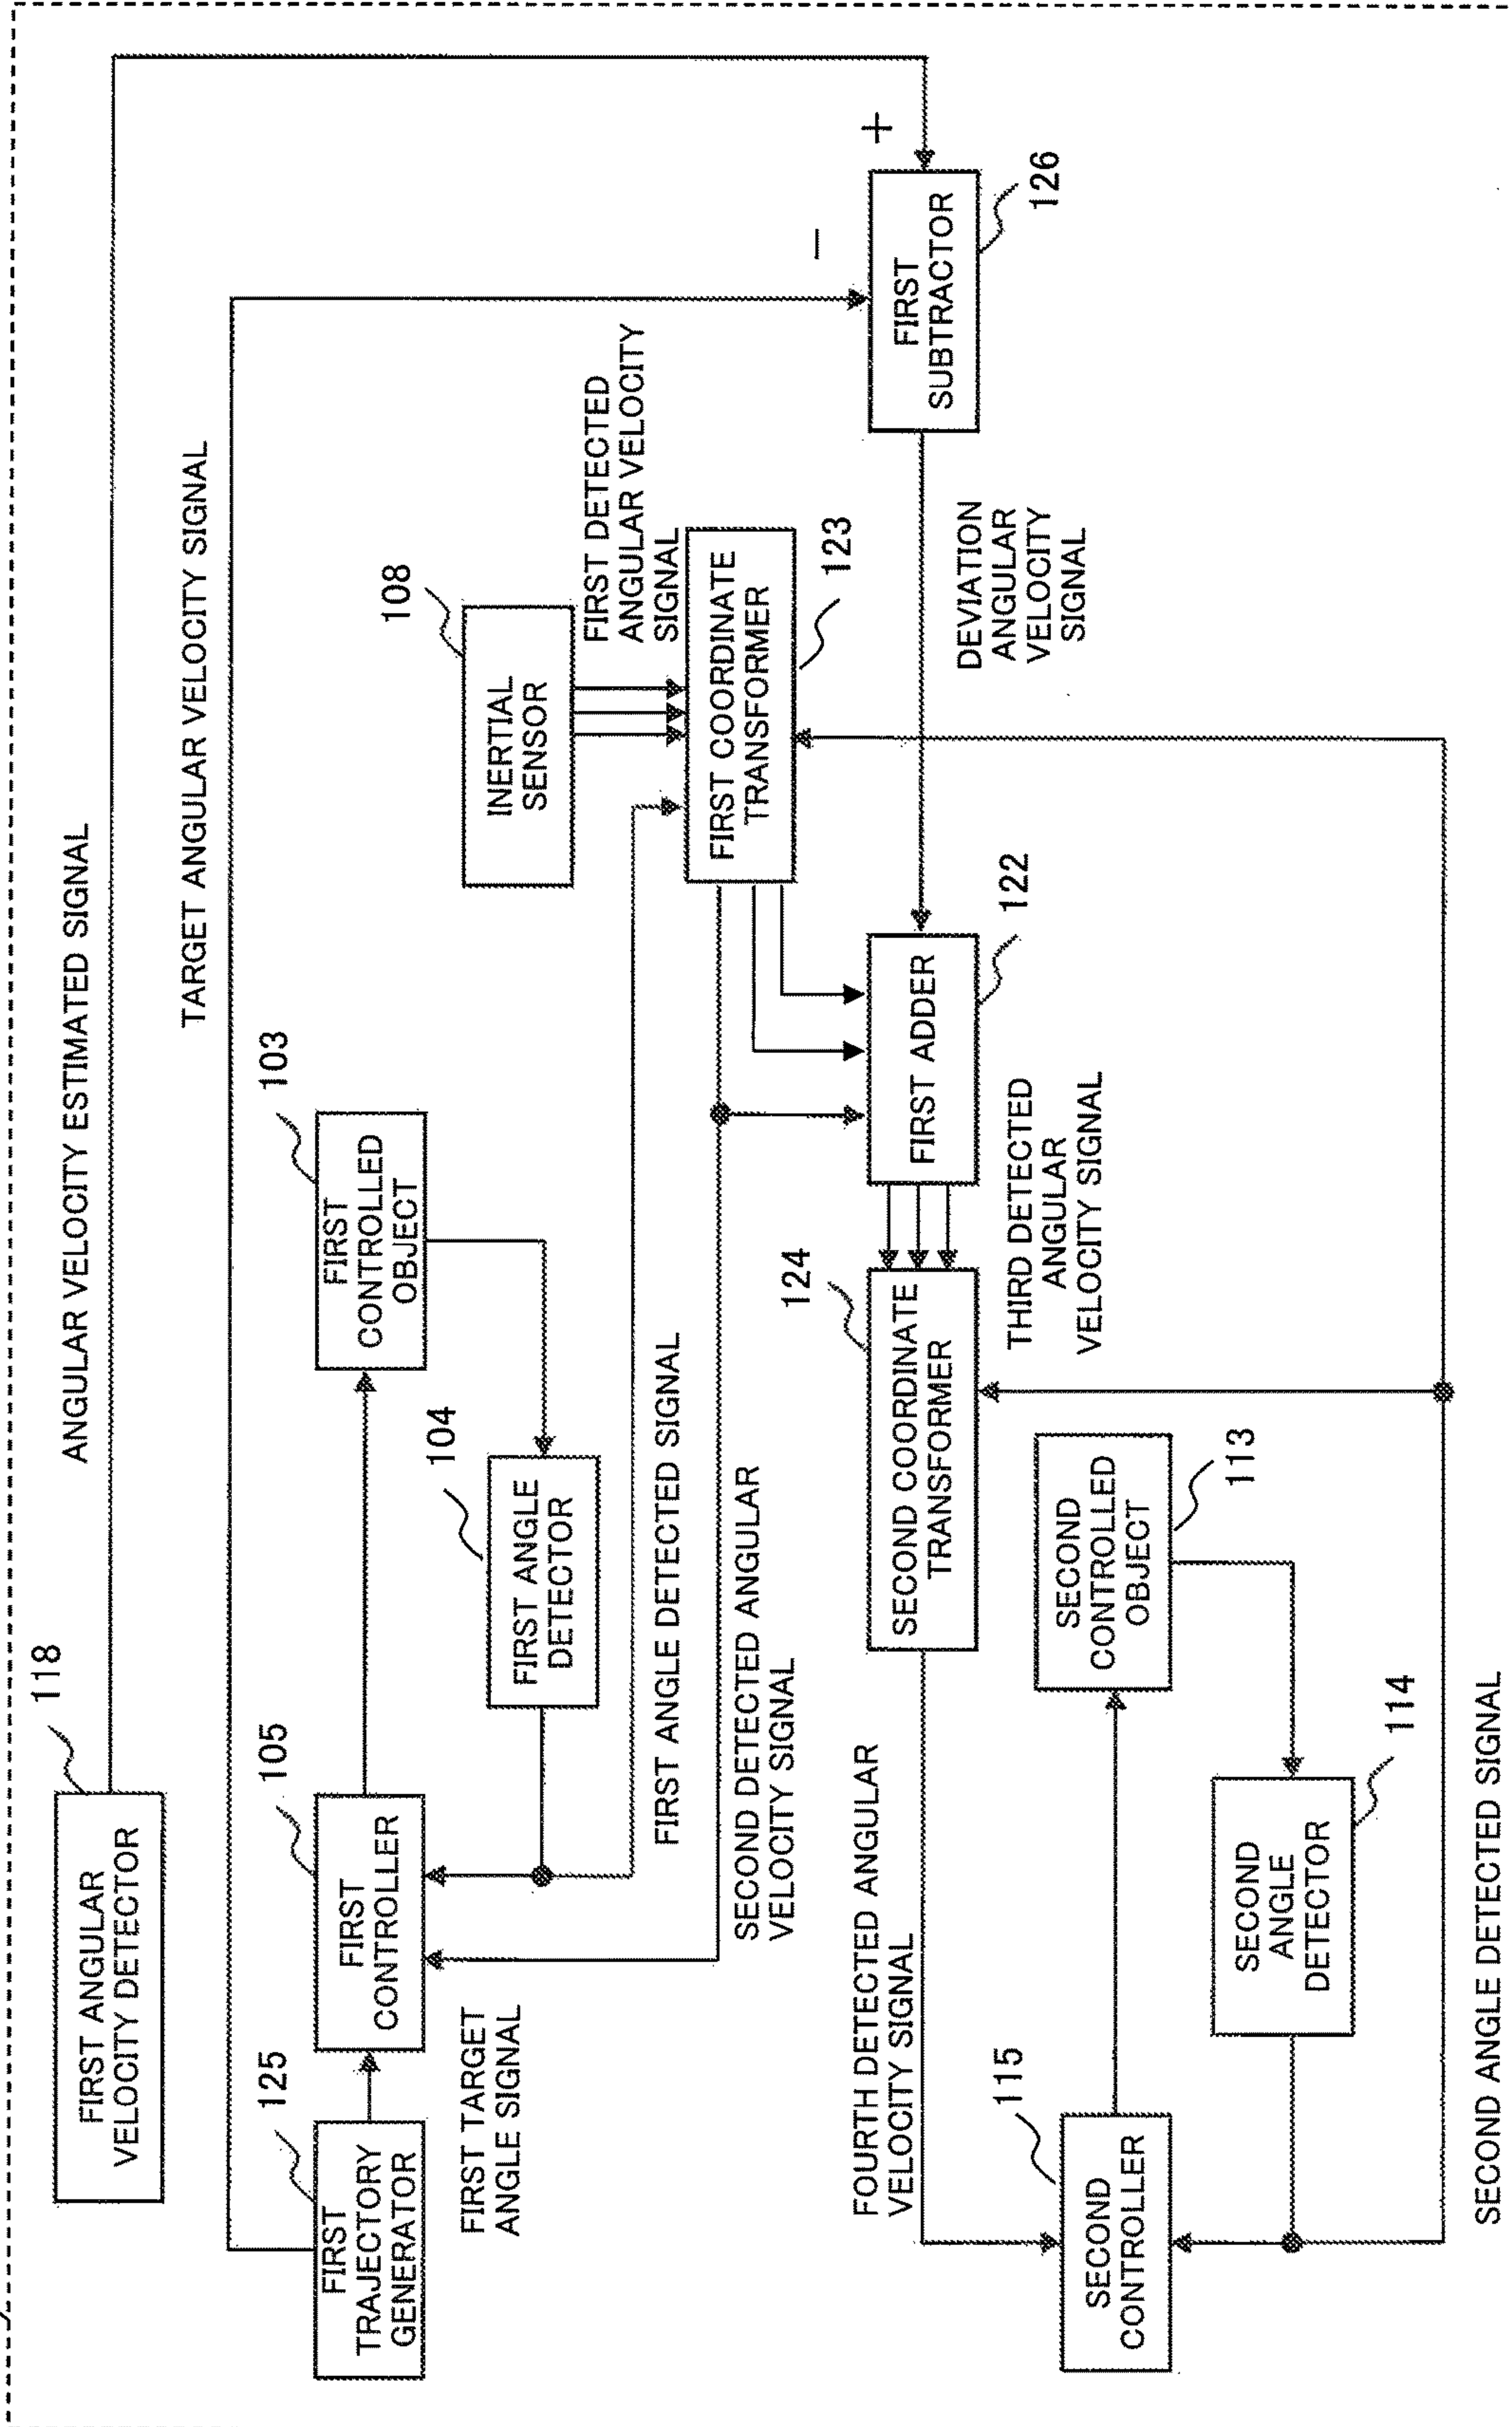 118
FIRST ANGULAR
VELOCITY DETECTOR
ANGULAR VELOCITY ESTIMATED SIGNAL
TARGET ANGULAR VELOCITY SIGNAL
125
FIRST
TRAJECTORY
GENERATOR
FIRST TARGET
ANGLE SIGNAL
105
FIRST
CONTROLLER
103
FIRST
CONTROLLED
OBJECT
104
FIRST ANGLE
DETECTOR
108
INERTIAL
SENSOR
FIRST DETECTED
ANGULAR VELOCITY
SIGNAL
FIRST ANGLE DETECTED SIGNAL
SECOND DETECTED ANGULAR
VELOCITY SIGNAL
FIRST COORDINATE
TRANSFORMER
123
+
−
FIRST
SUBTRACTOR
126
DEVIATION
ANGULAR
VELOCITY
SIGNAL
FIRST ADDER
122
THIRD DETECTED
ANGULAR
VELOCITY SIGNAL
124
SECOND COORDINATE
TRANSFORMER
FOURTH DETECTED ANGULAR
VELOCITY SIGNAL
115
SECOND
CONTROLLER
SECOND
CONTROLLED
OBJECT
113
SECOND
ANGLE
DETECTOR
114
SECOND ANGLE DETECTED SIGNAL